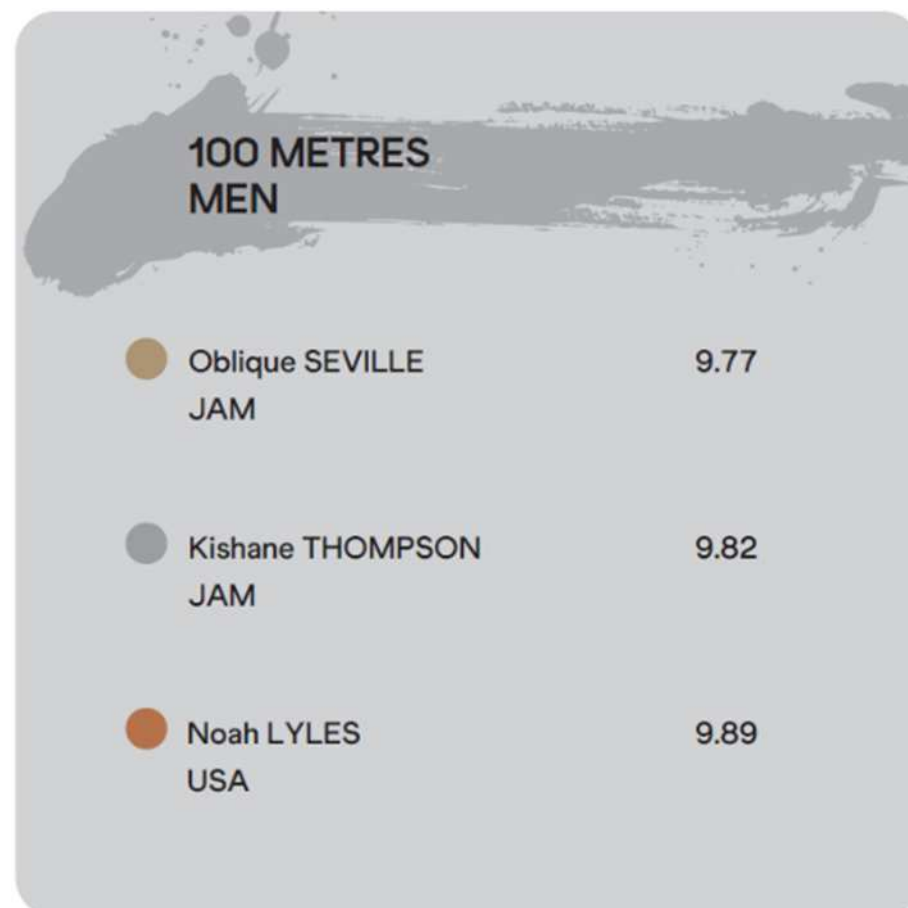 100 METRES
MEN
Oblique SEVILLE 9.77
JAM
Kishane THOMPSON 9.82
JAM
Noah LYLES 9.89
USA